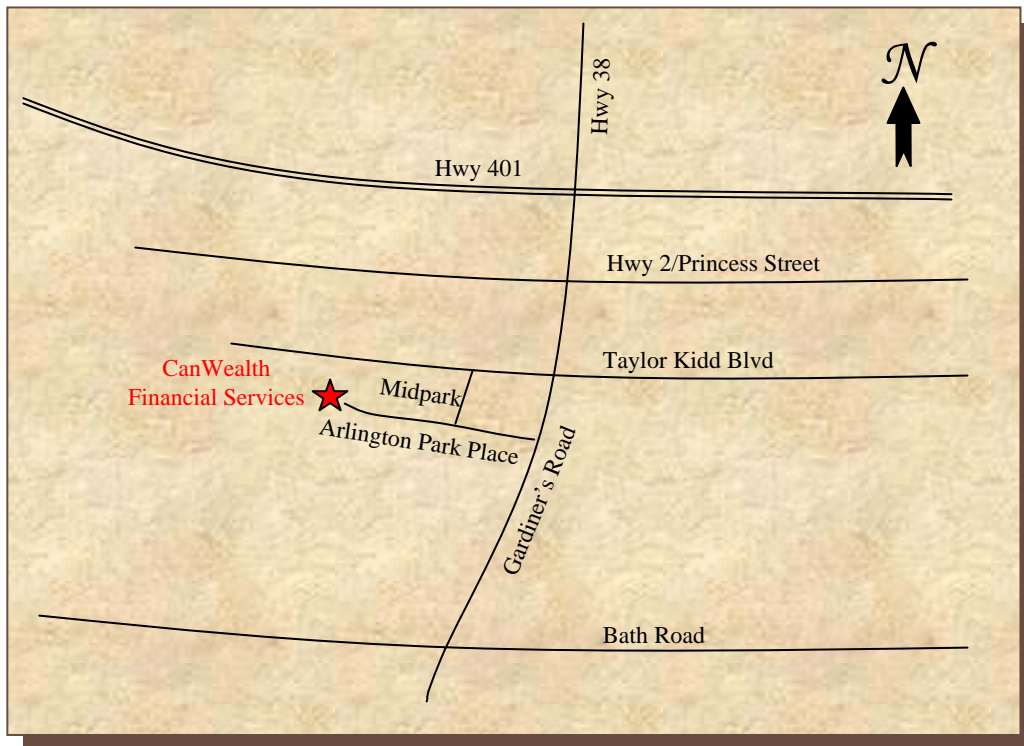 N
Hwy 38
Hwy 401
Hwy 2/Princess Street
Taylor Kidd Blvd
CanWealth
Financial Services
Midpark
Arlington Park Place
Gardiner’s Road
Bath Road